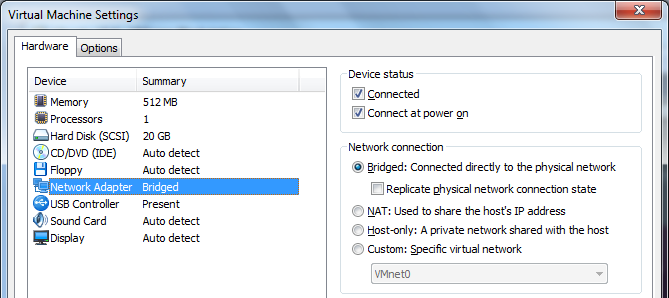 Virtual Machine Settings
Hardware Options
Device Summary
Memory 512 MB
Processors 1
Hard Disk (SCSI) 20 GB
CD/DVD (IDE) Auto detect
Floppy Auto detect
Network Adapter Bridged
USB Controller Present
Sound Card Auto detect
Display Auto detect
Device status
Connected
Connect at power on
Network connection
Bridged: Connected directly to the physical network
Replicate physical network connection state
NAT: Used to share the host's IP address
Host-only: A private network shared with the host
Custom: Specific virtual network
VMnet0